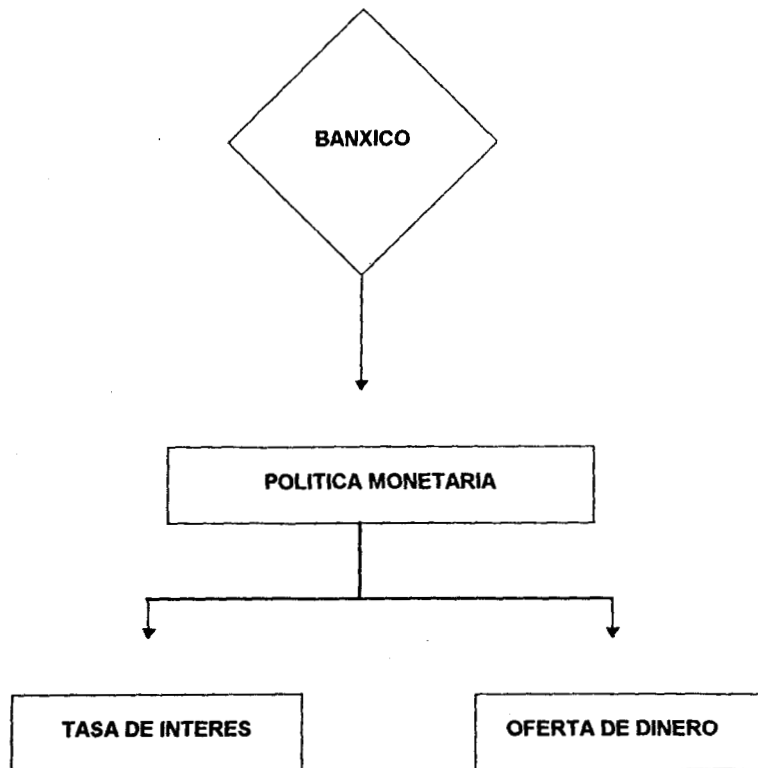 BANXICO
POLITICA MONETARIA
TASA DE INTERES
OFERTA DE DINERO